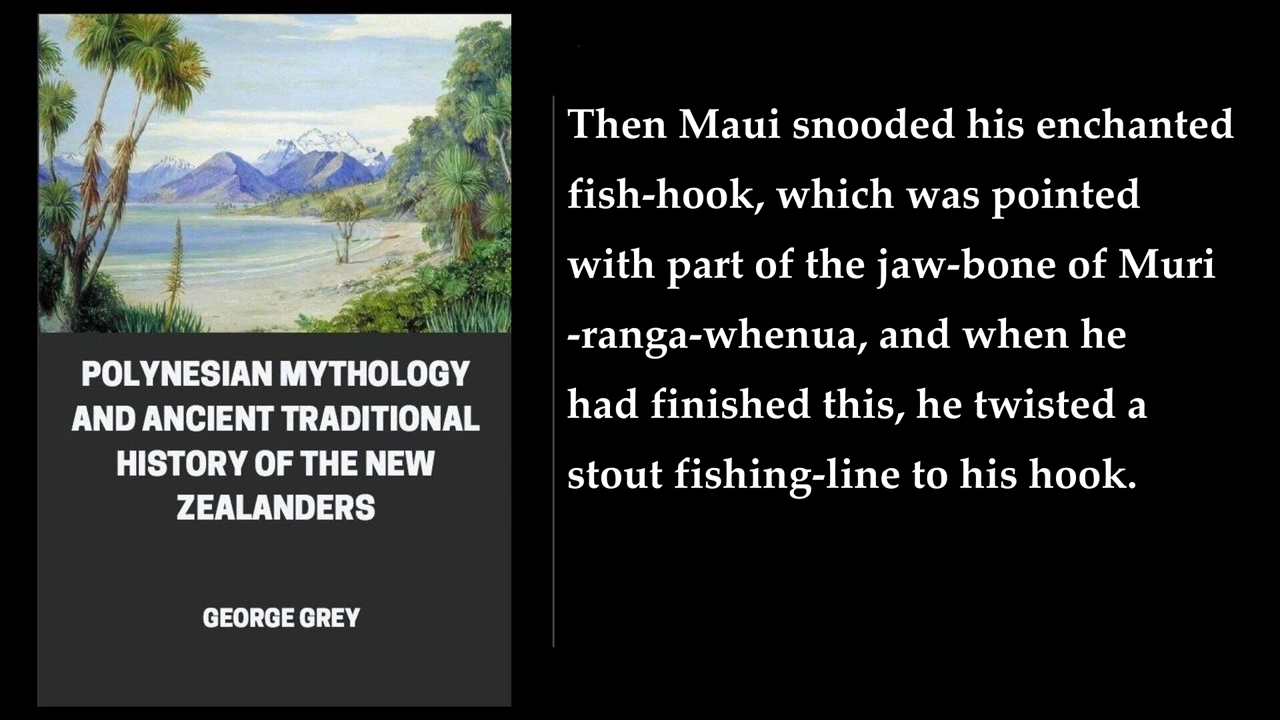 POLYNESIAN MYTHOLOGY
AND ANCIENT TRADITIONAL
HISTORY OF THE NEW
ZEALANDERS
GEORGE GREY
Then Maui snooded his enchanted
fish-hook, which was pointed
with part of the jaw-bone of Muri
-ranga-whenua, and when he
had finished this, he twisted a
stout fishing-line to his hook.